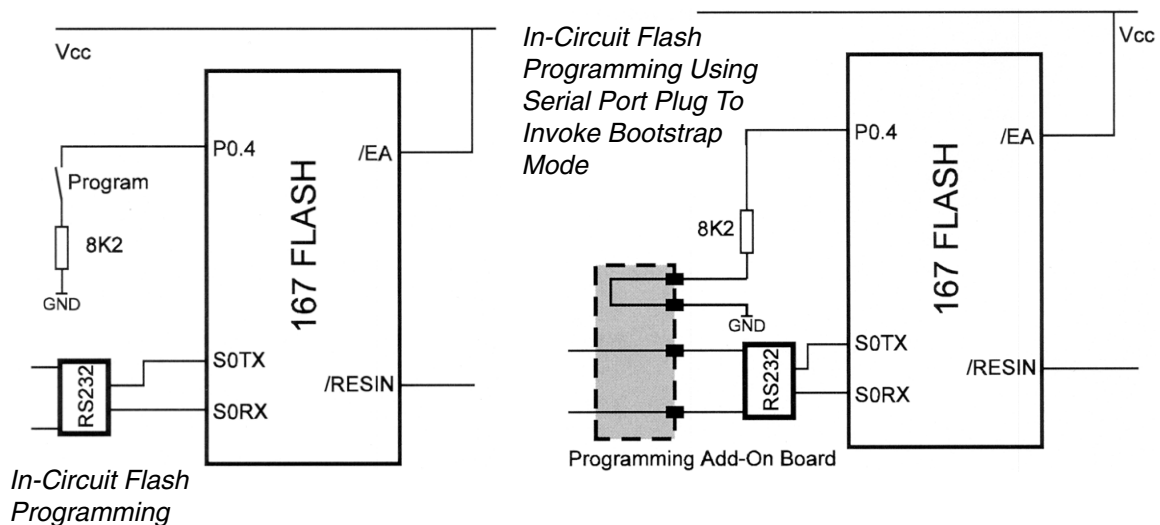 Vcc
P0.4
/EA
Program
8K2
GND
167 FLASH
S0TX
/RESIN
S0RX
RS232
In-Circuit Flash
Programming
In-Circuit Flash
Programming Using
Serial Port Plug To
Invoke Bootstrap
Mode
Vcc
P0.4
/EA
8K2
167 FLASH
GND
S0TX
/RESIN
S0RX
RS232
Programming Add-On Board